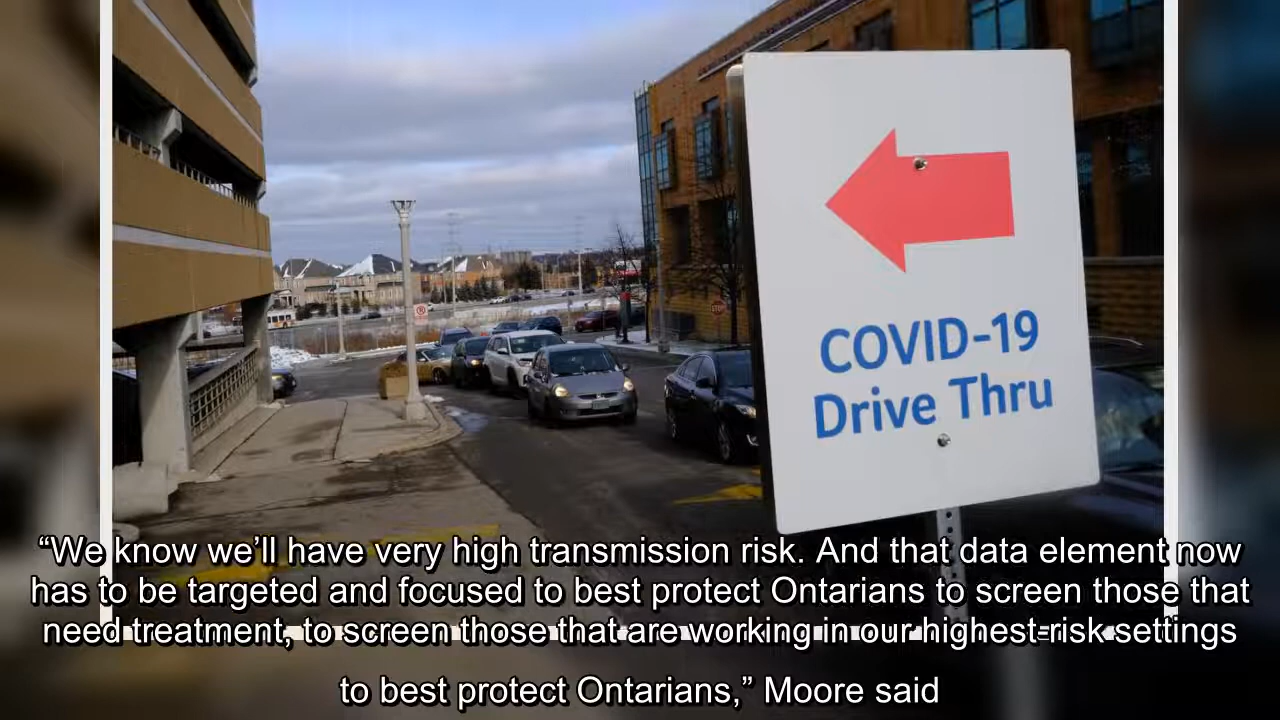 COVID-19
Drive Thru
“We know we’ll have very high transmission risk. And that data element now
has to be targeted and focused to best protect Ontarians to screen those that
need treatment, to screen those that are working in our highest-risk settings
to best protect Ontarians,” Moore said